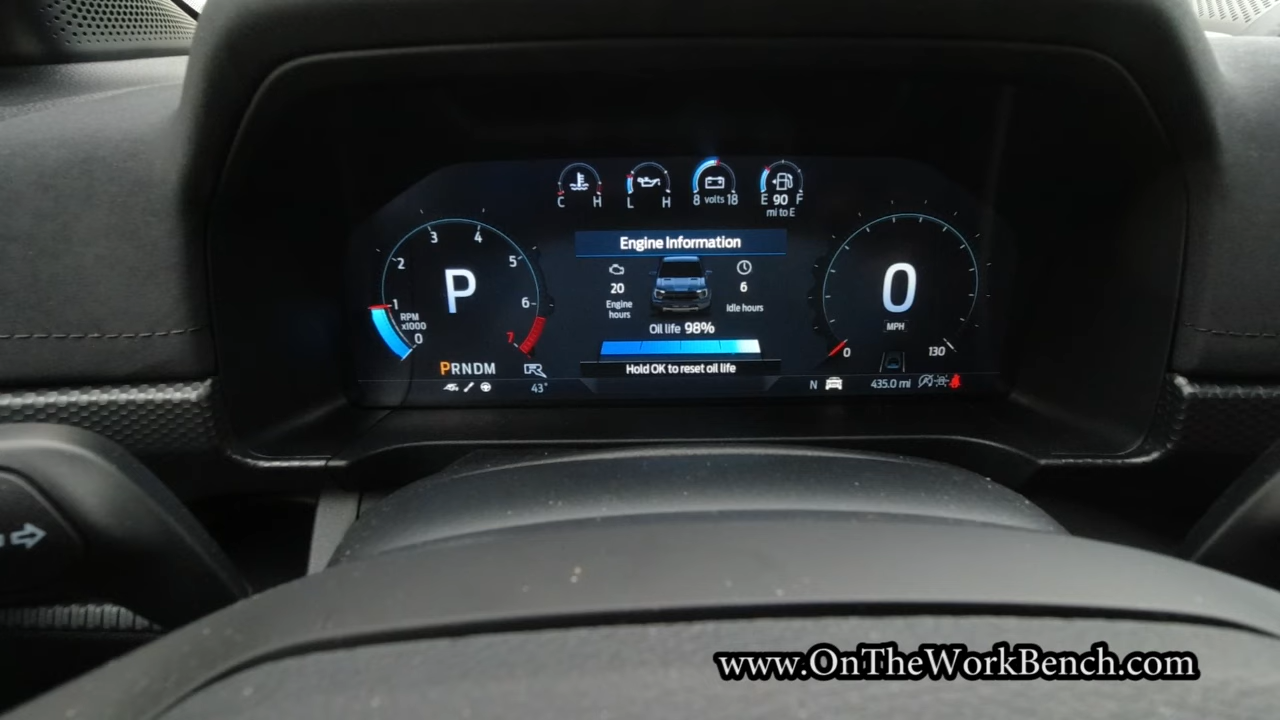 C H
L H
8 volts 18
E 90 F
mi to E
Engine Information
20
Engine
hours
6
Idle hours
Oil life 98%
Hold OK to reset oil life
0
1
2
3
4
5
6
7
RPM
x1000
P
PRNDM
R
43°
0
MPH
0
130
N
435.0 mi
www.OnTheWorkBench.com